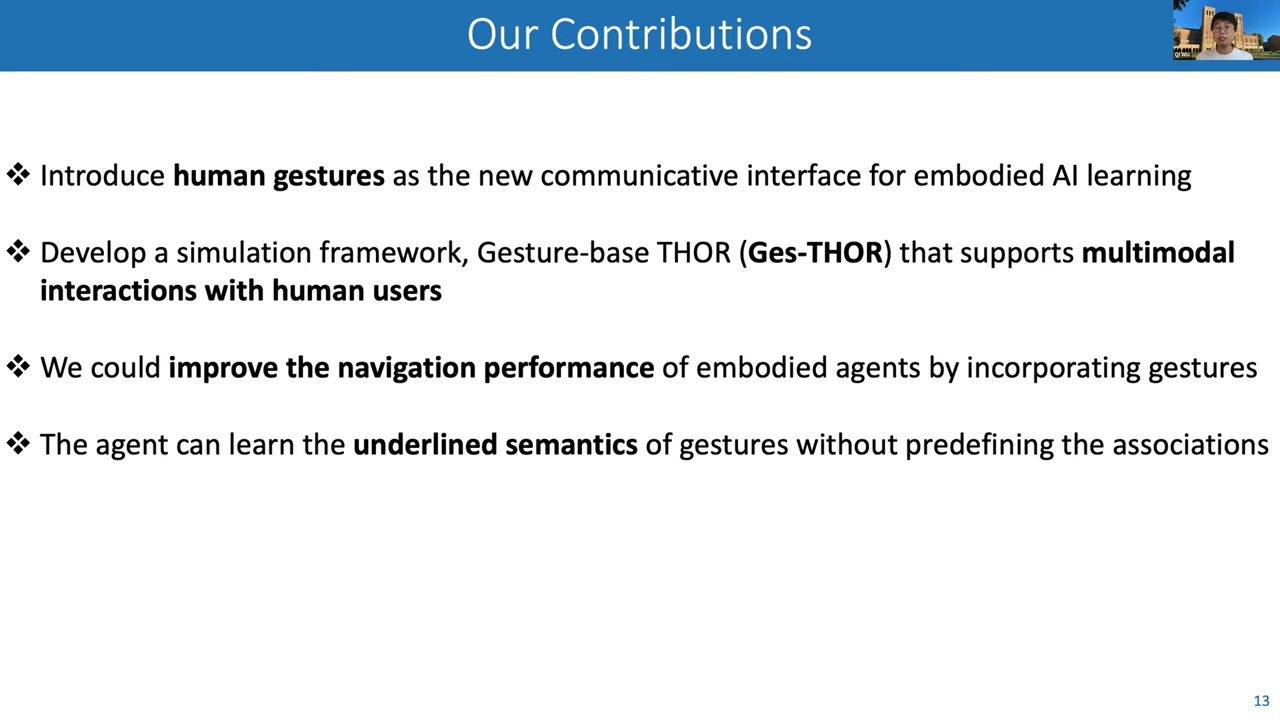 Our Contributions
QI WU
❖ Introduce human gestures as the new communicative interface for embodied AI learning
❖ Develop a simulation framework, Gesture-base THOR (Ges-THOR) that supports multimodal
interactions with human users
❖ We could improve the navigation performance of embodied agents by incorporating gestures
❖ The agent can learn the underlined semantics of gestures without predefining the associations
13